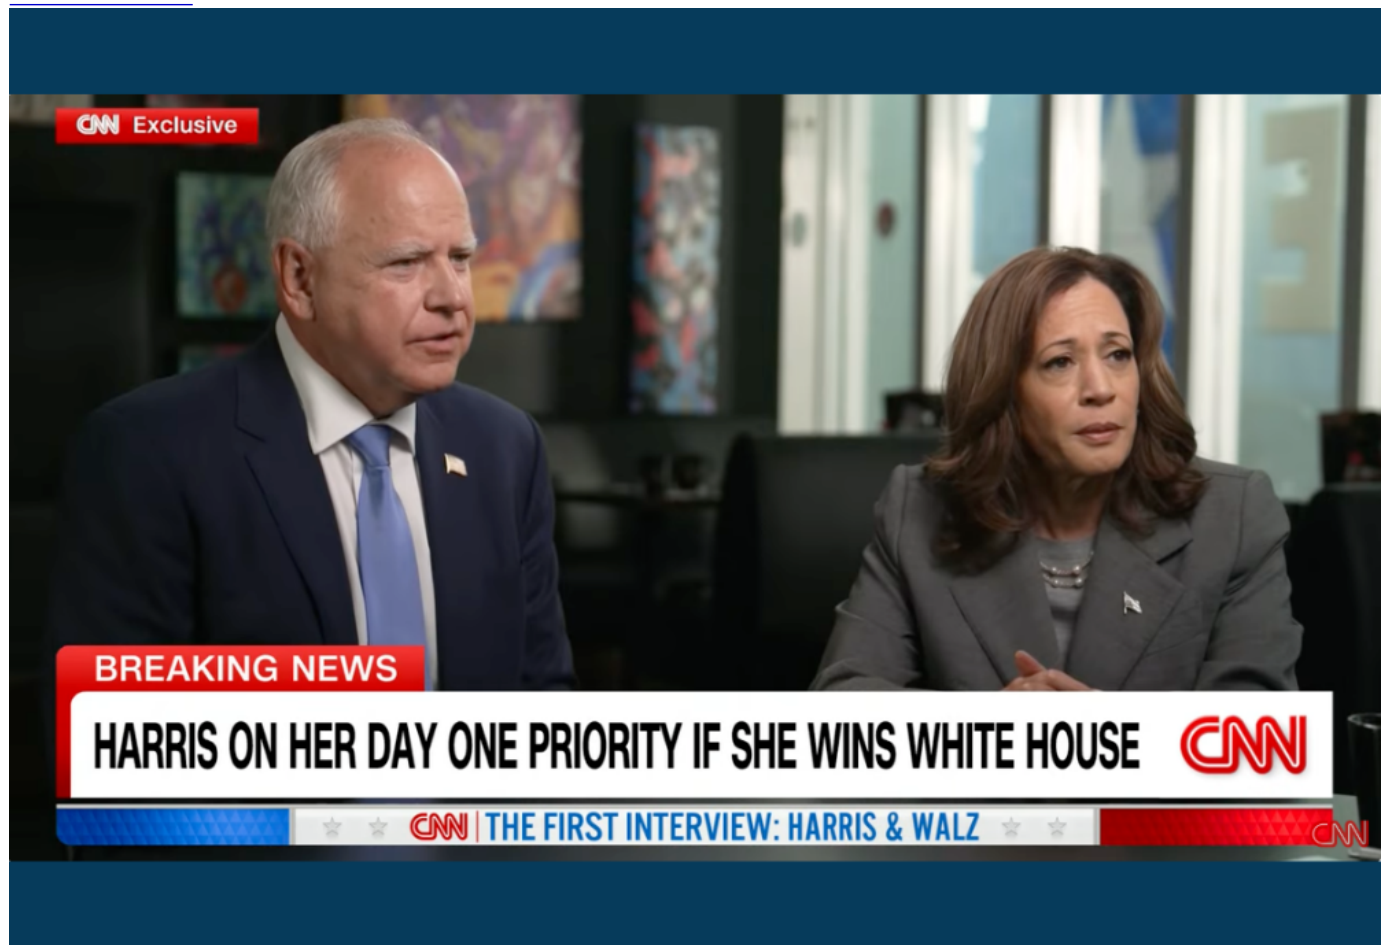 CNN Exclusive
BREAKING NEWS
HARRIS ON HER DAY ONE PRIORITY IF SHE WINS WHITE HOUSE CNN
CNN THE FIRST INTERVIEW: HARRIS & WALZ CNN